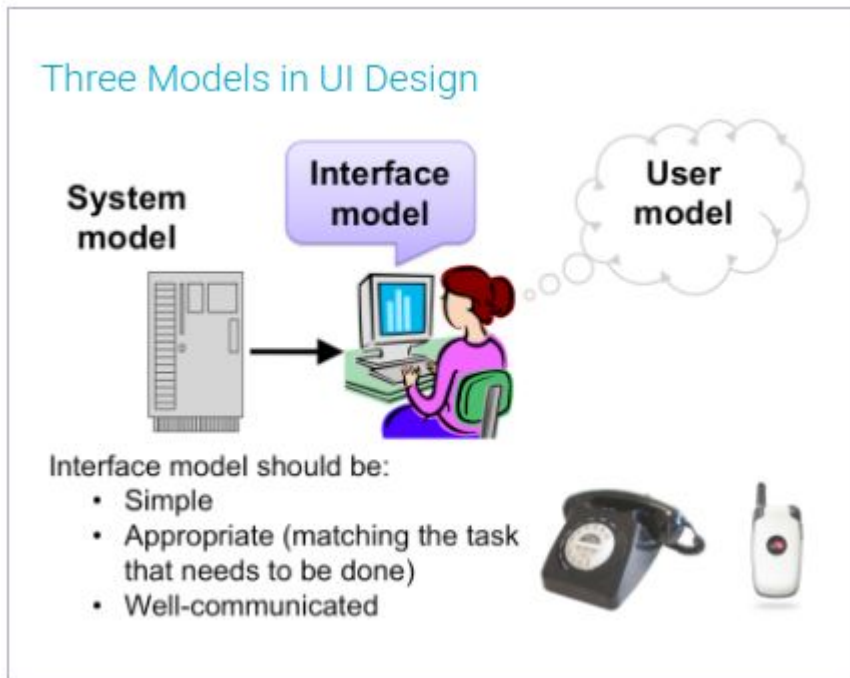 Three Models in UI Design
System
model
Interface
model
User
model
Interface model should be:
• Simple
• Appropriate (matching the task
that needs to be done)
• Well-communicated